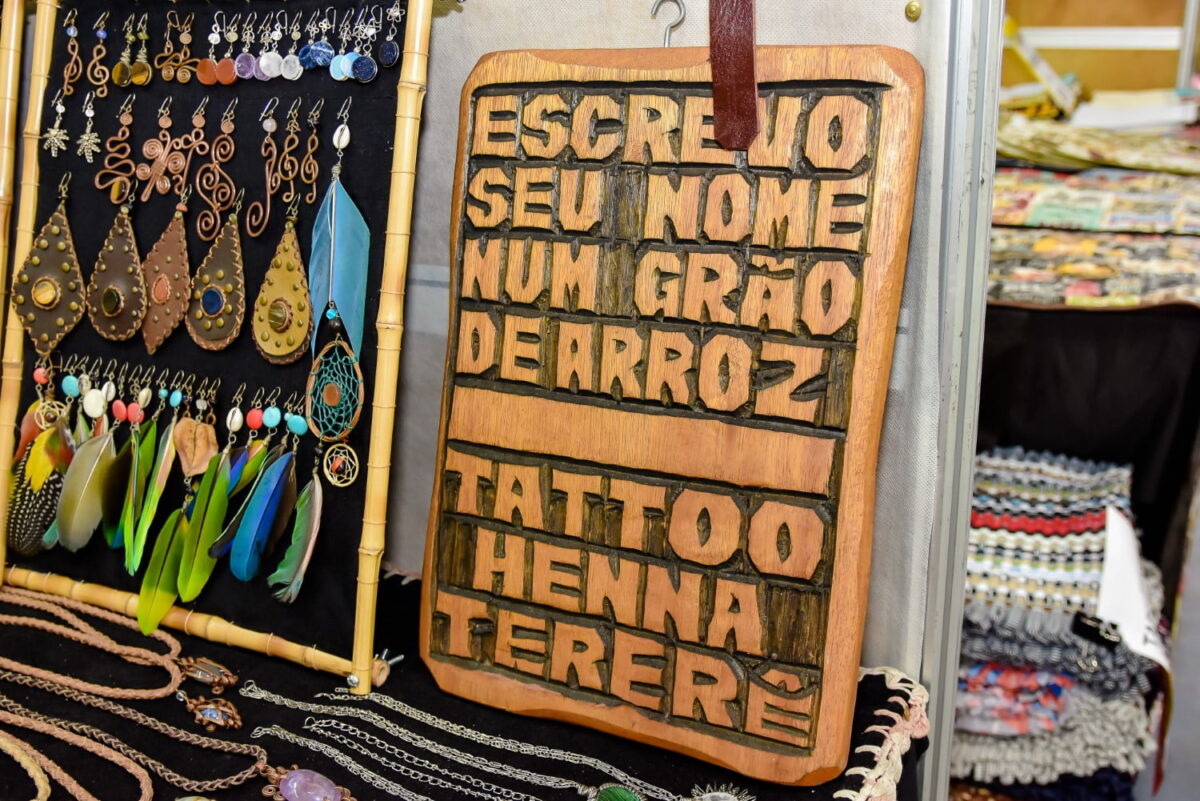 ESCREVO
SEU NOME
NUM GRÃO
DE ARROZ
TATTOO
HENNA
TERERÊ